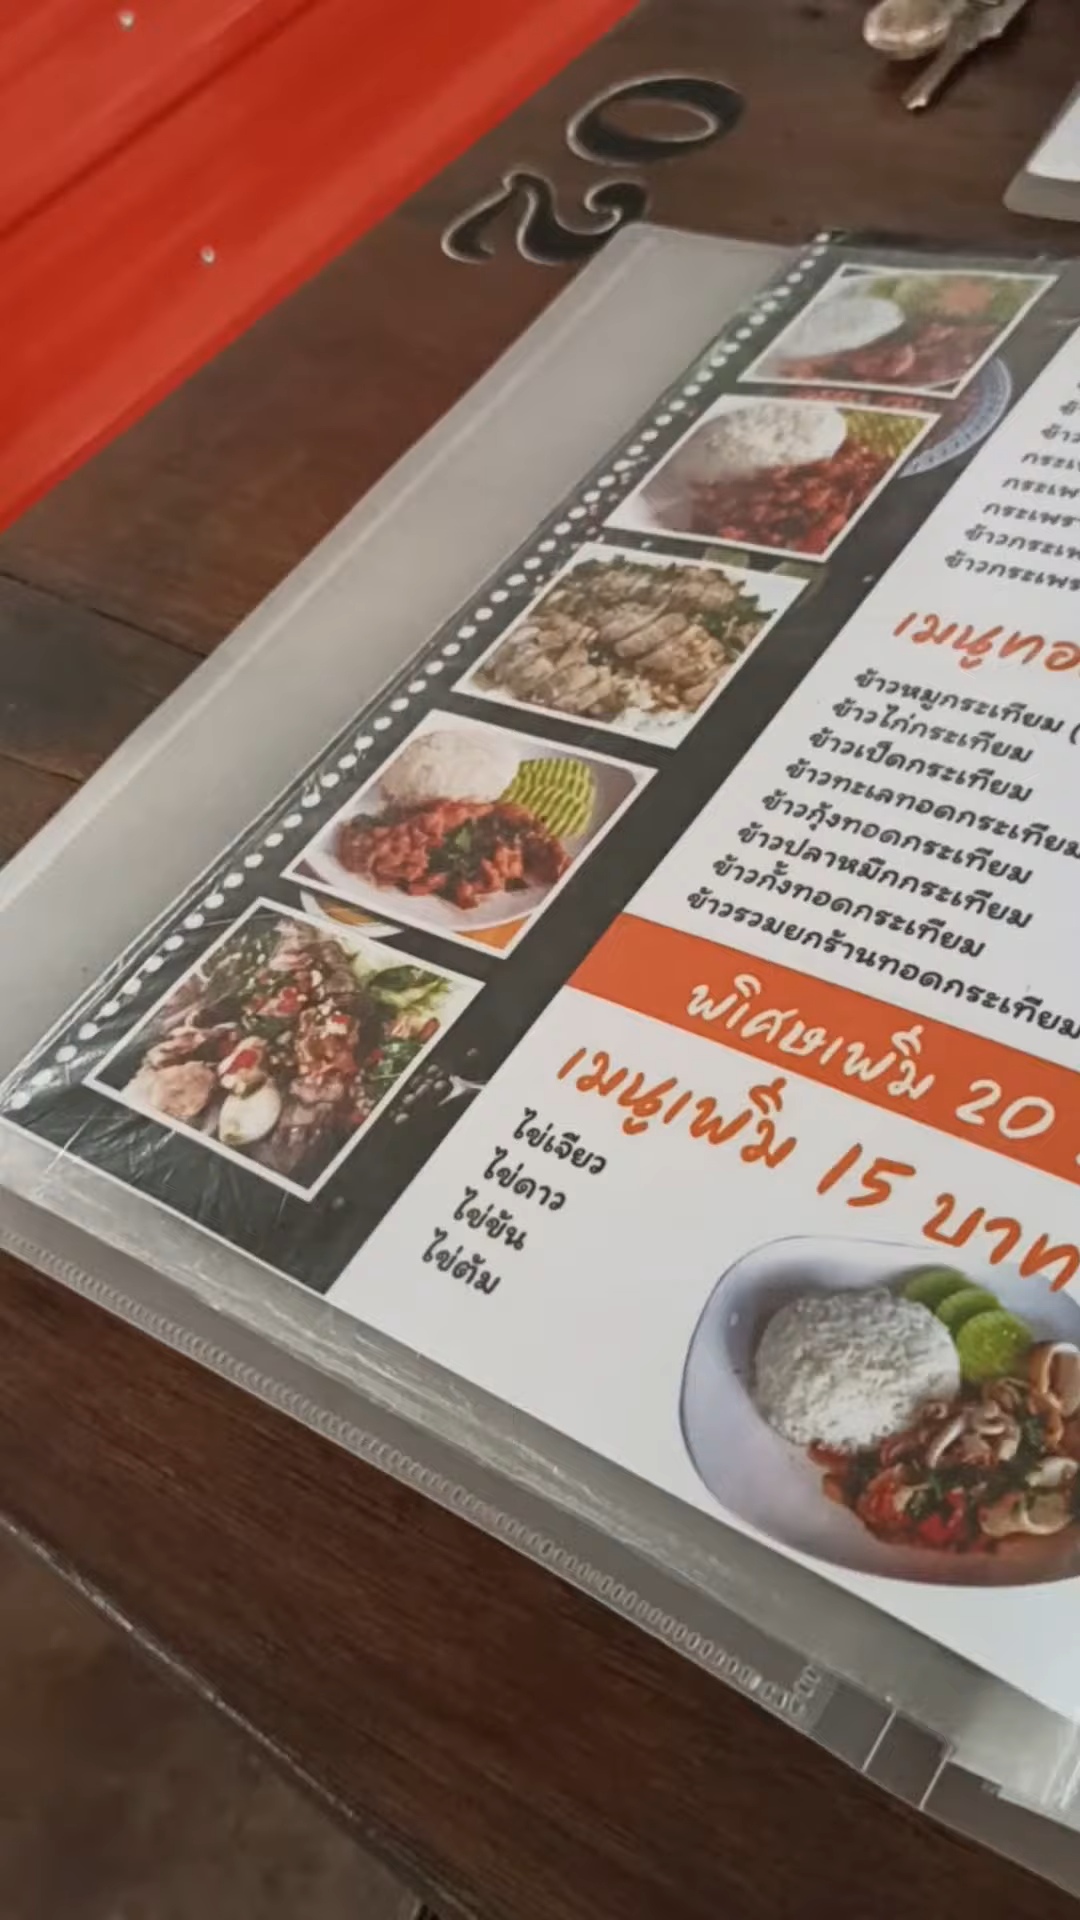 20
เมนูทอ
ข้าวหมูกระเทียม (
ข้าวไก่กระเทียม
ข้าวเป็ดกระเทียม
ข้าวทะเลทอดกระเทียม
ข้าวกุ้งทอดกระเทียม
ข้าวปลาหมึกกระเทียม
ข้าวกั้งทอดกระเทียม
ข้าวรวมยกร้านทอดกระเทียม
พิเศษเพิ่ม 20
เมนูเพิ่ม 15 บาท
ไข่เจียว
ไข่ดาว
ไข่ข้น
ไข่ต้ม